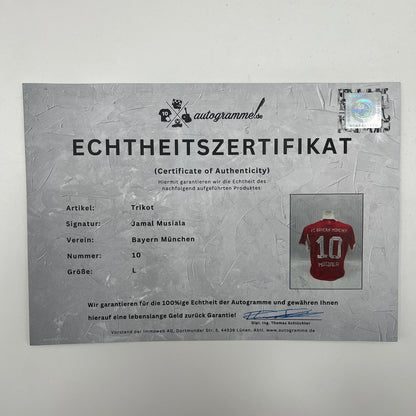 autogramme.de
ECHTHEITSZERTIFIKAT
(Certificate of Authenticity)
Hiermit garantieren wir die Echtheit des
nachfolgend aufgeführten Produktes:
Artikel: Trikot
Signatur: Jamal Musiala
Verein: Bayern München
Nummer: 10
Größe: L
FC BAYERN MÜNCHEN
10
MUSIALA
Wir garantieren für die 100%ige Echtheit der Autogramme und gewähren Ihnen
hierauf eine lebenslange Geld zurück Garantie!
Dipl. Ing. Thomas
Vorstand der Immoweb AG, Dortmunder Str. 5, 44536 Lünen, Abtl. www.autogramme.de